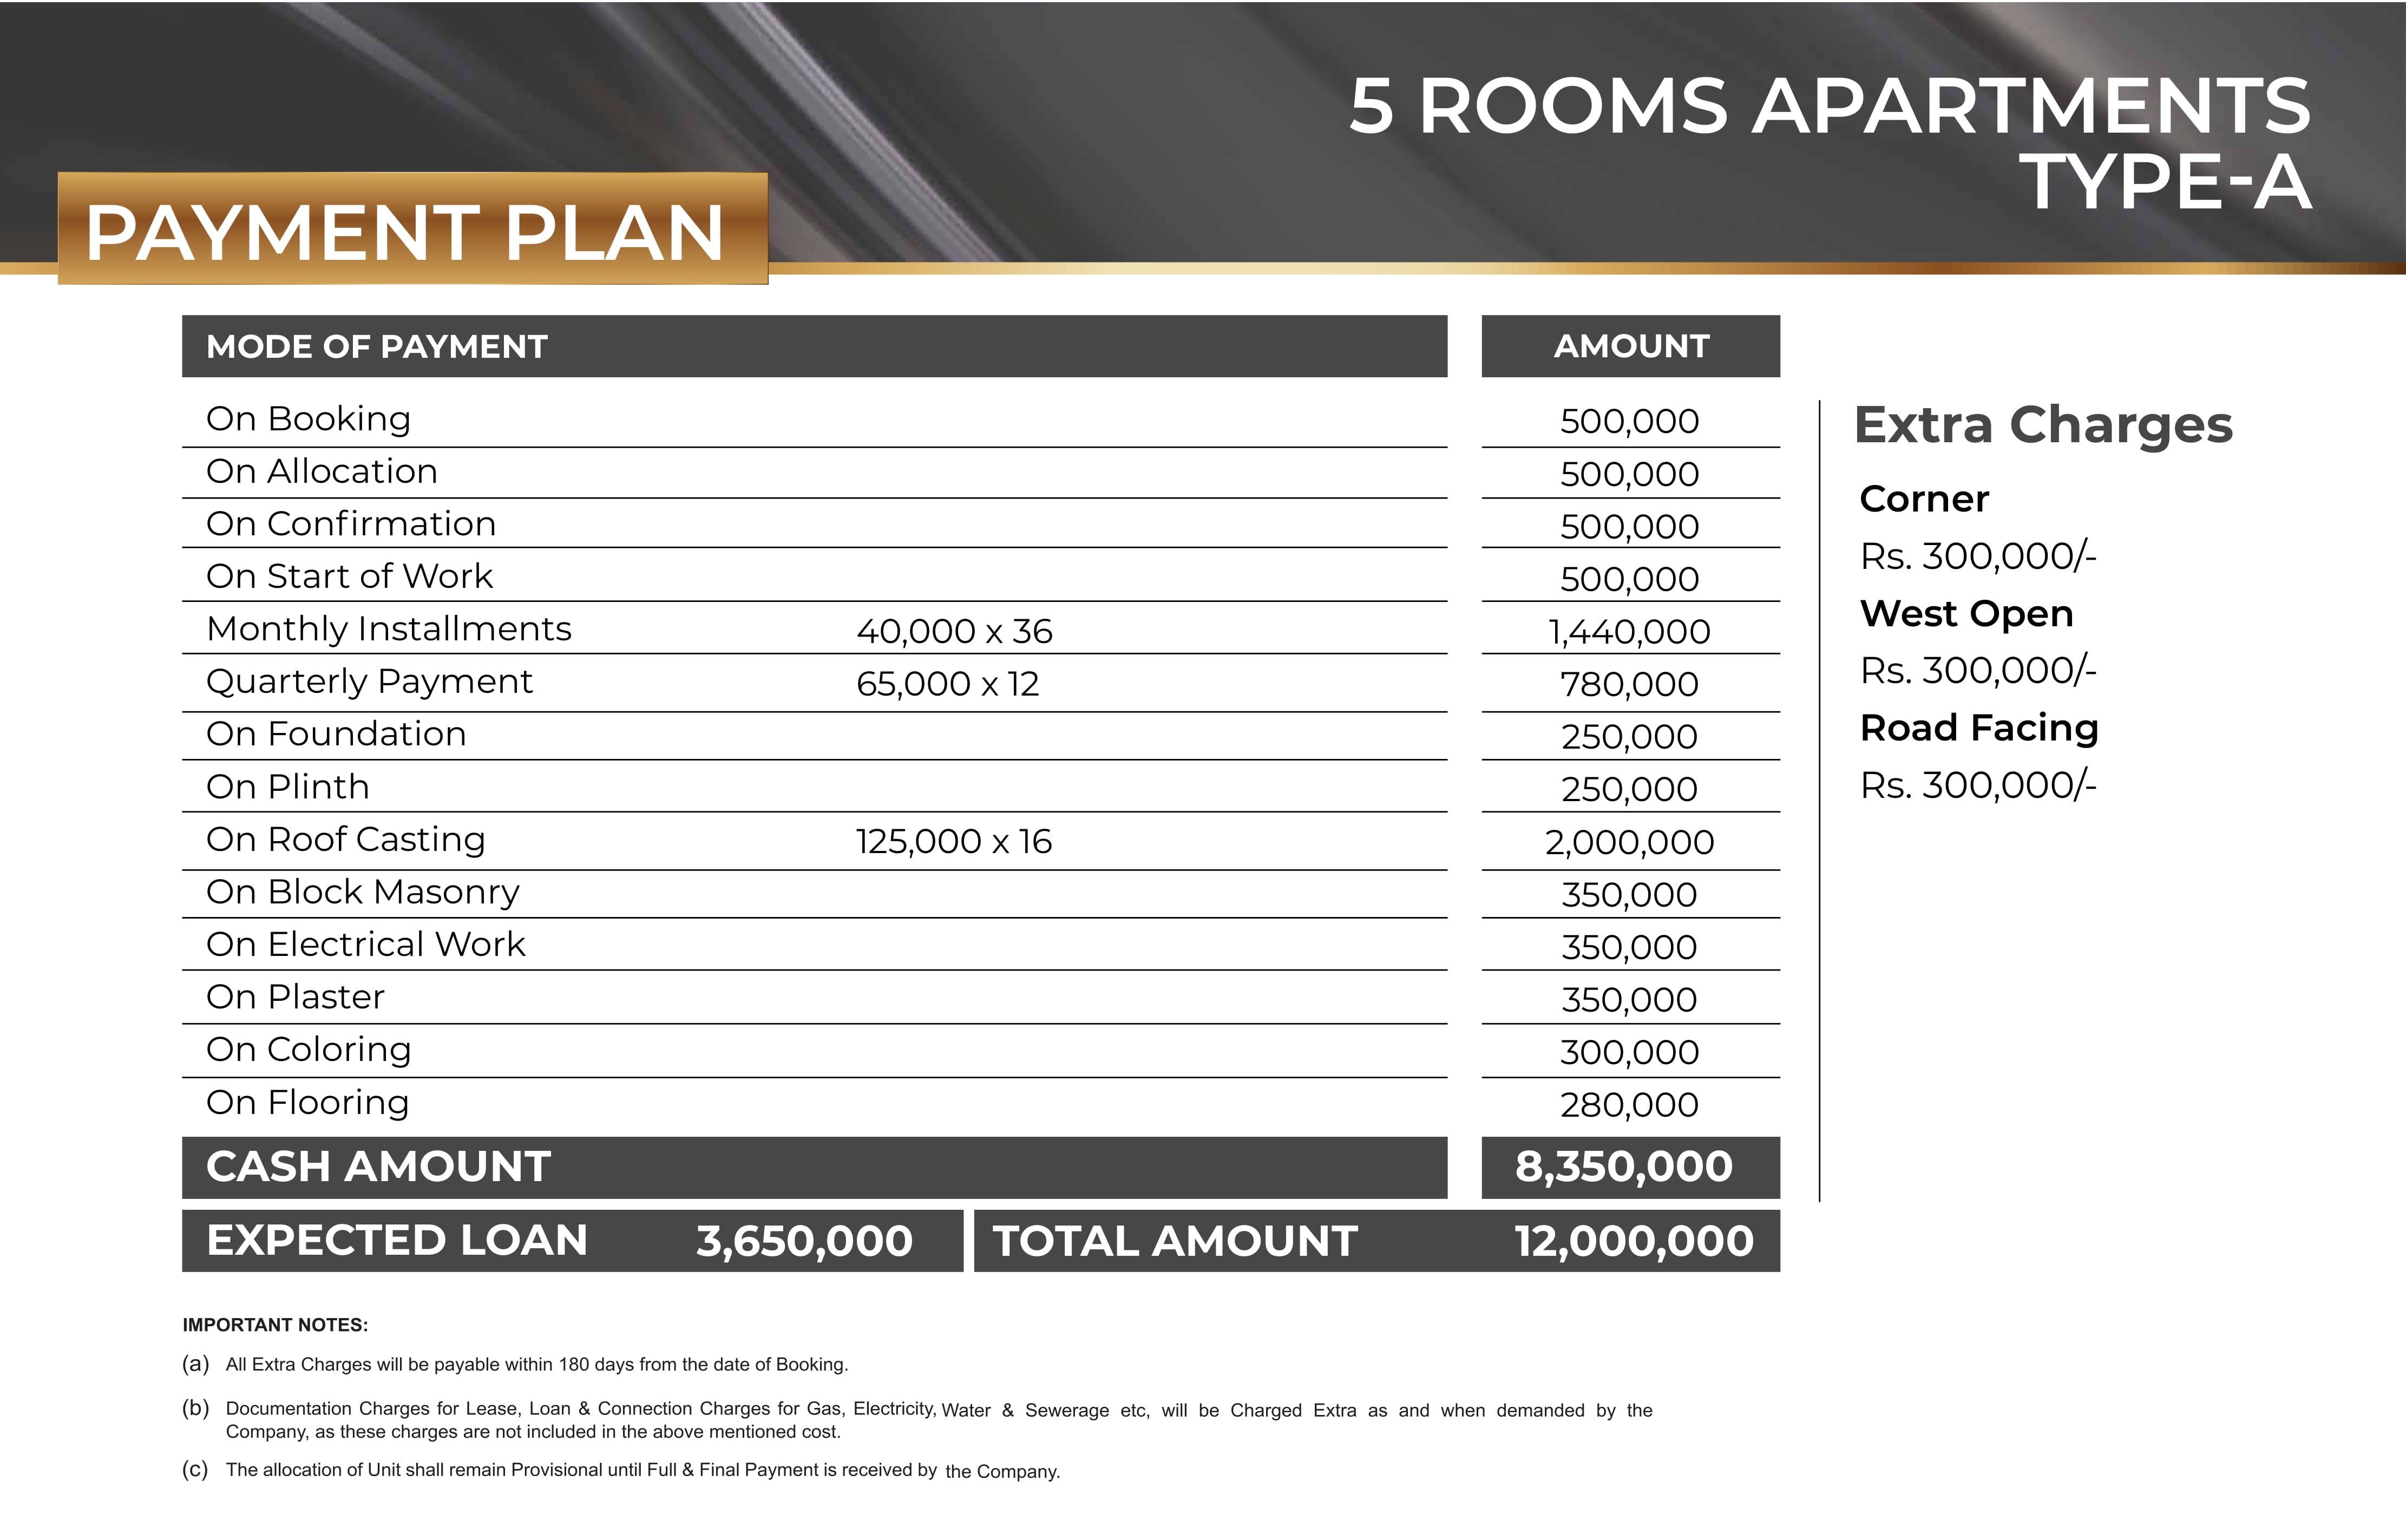 5 ROOMS APARTMENTS
TYPE-A
PAYMENT PLAN
MODE OF PAYMENT AMOUNT
On Booking 500,000
On Allocation 500,000
On Confirmation 500,000
On Start of Work 500,000
Monthly Installments 40,000 x 36 1,440,000
Quarterly Payment 65,000 x 12 780,000
On Foundation 250,000
On Plinth 250,000
On Roof Casting 125,000 x 16 2,000,000
On Block Masonry 350,000
On Electrical Work 350,000
On Plaster 350,000
On Coloring 300,000
On Flooring 280,000
CASH AMOUNT 8,350,000
EXPECTED LOAN 3,650,000 TOTAL AMOUNT 12,000,000
Extra Charges
Corner
Rs. 300,000/-
West Open
Rs. 300,000/-
Road Facing
Rs. 300,000/-
IMPORTANT NOTES:
(a) All Extra Charges will be payable within 180 days from the date of Booking.
(b) Documentation Charges for Lease, Loan & Connection Charges for Gas, Electricity, Water & Sewerage etc, will be Charged Extra as and when demanded by the
Company, as these charges are not included in the above mentioned cost.
(c) The allocation of Unit shall remain Provisional until Full & Final Payment is received by the Company.